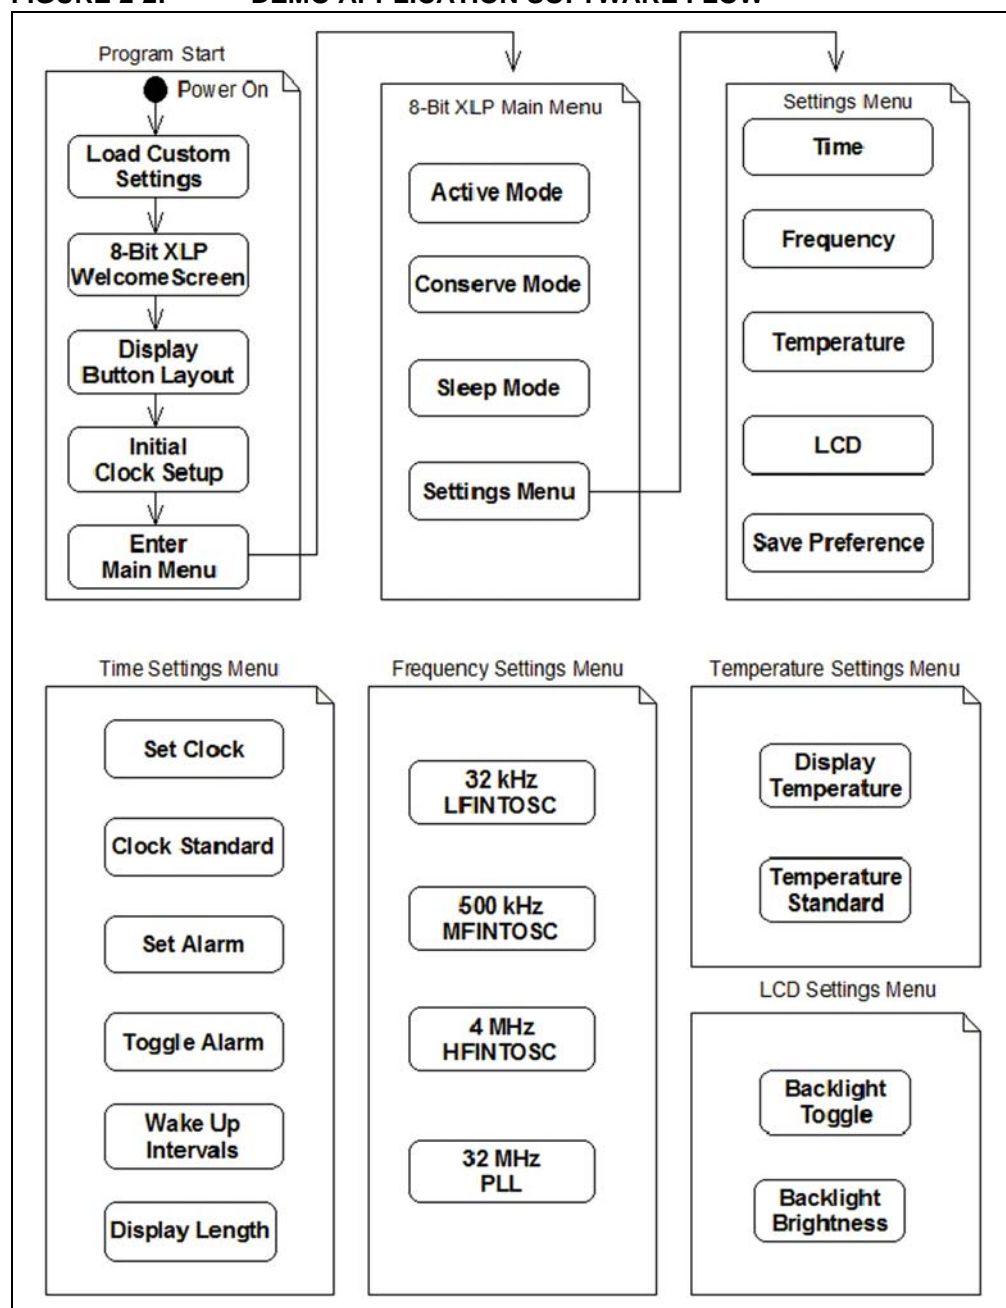 FIGURE 2-2: DEMO APPLICATION SOFTWARE FLOW
Program Start
Power On
Load Custom
Settings
8-Bit XLP
Welcome Screen
Display
Button Layout
Initial
Clock Setup
Enter
Main Menu
8-Bit XLP Main Menu
Active Mode
Conserve Mode
Sleep Mode
Settings Menu
Settings Menu
Time
Frequency
Temperature
LCD
Save Preference
Time Settings Menu
Set Clock
Clock Standard
Set Alarm
Toggle Alarm
Wake Up
Intervals
Display Length
Frequency Settings Menu
32 kHz
LFINTOSC
500 kHz
MFINTOSC
4 MHz
HFINTOSC
32 MHz
PLL
Temperature Settings Menu
Display
Temperature
Temperature
Standard
LCD Settings Menu
Backlight
Toggle
Backlight
Brightness